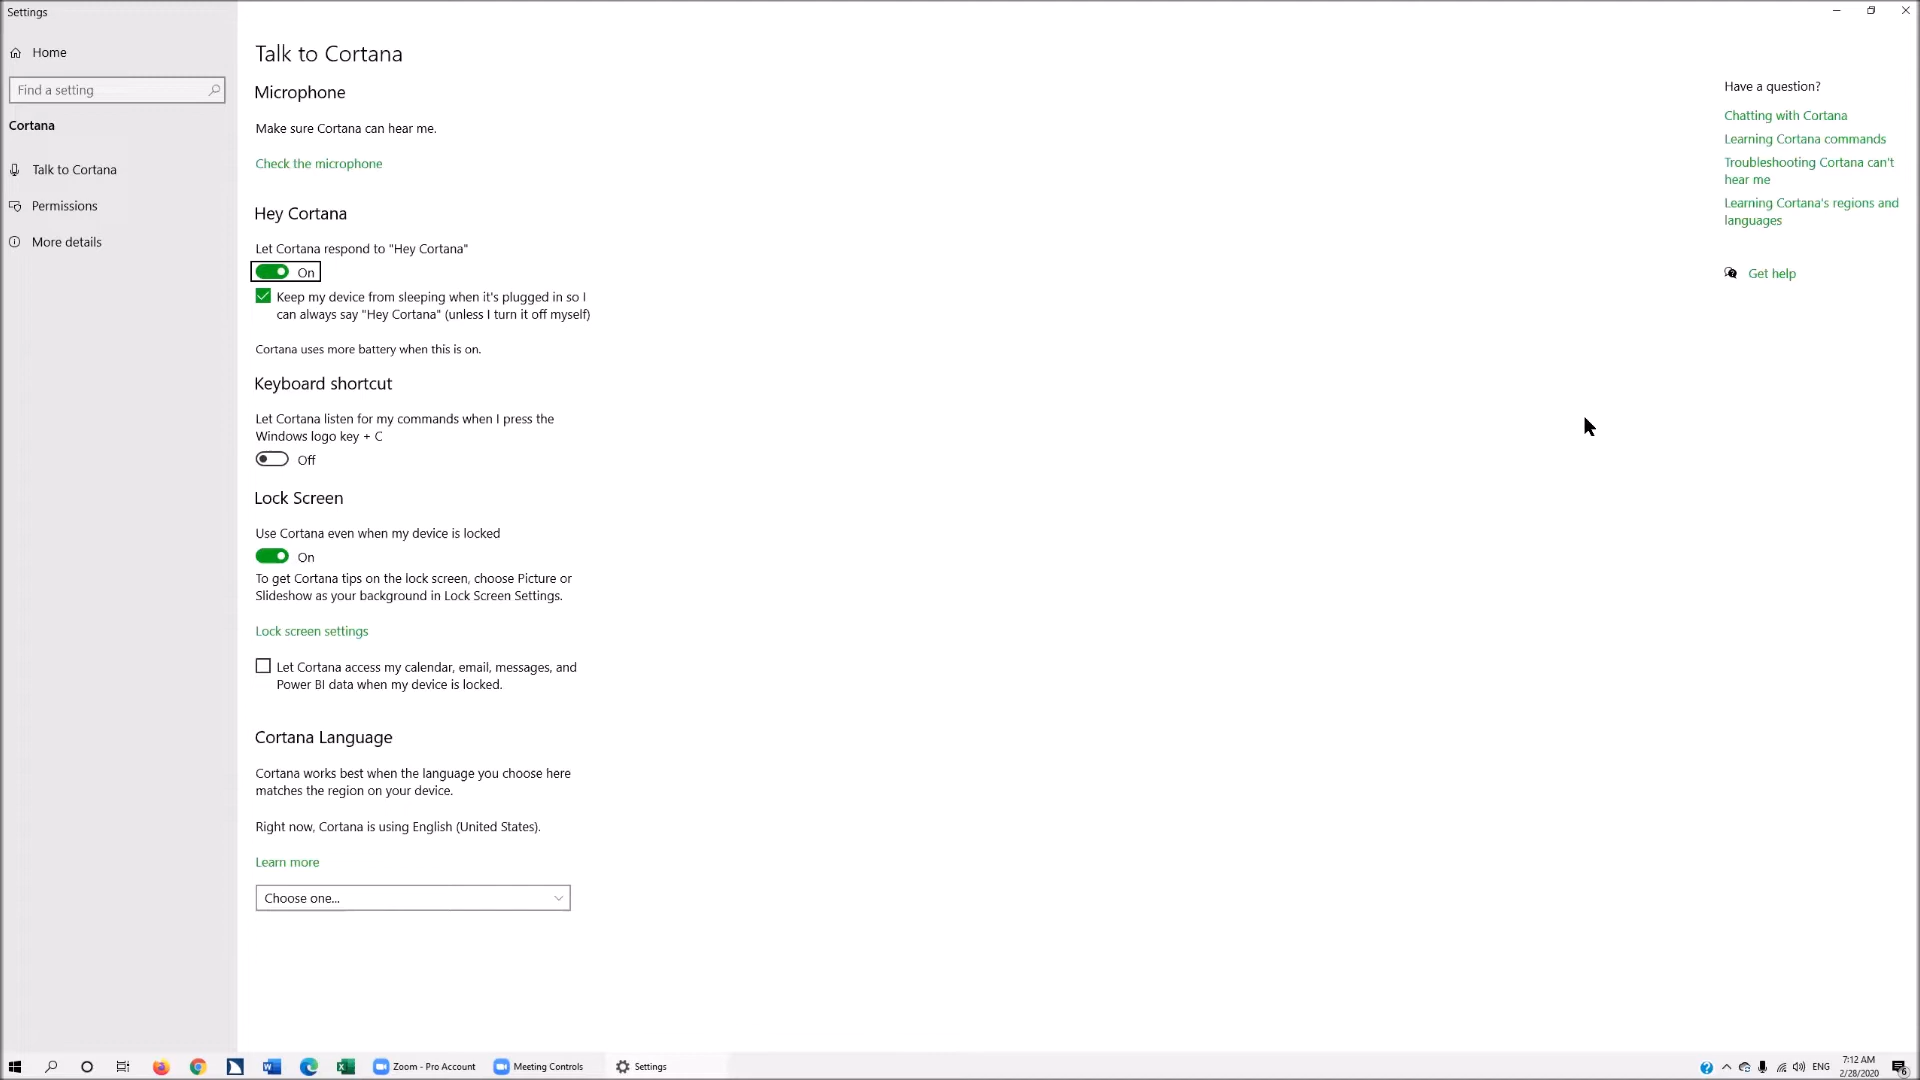 Settings
Home
Find a setting
Cortana
Talk to Cortana
Permissions
More details
Talk to Cortana
Microphone
Make sure Cortana can hear me.
Check the microphone
Hey Cortana
Let Cortana respond to "Hey Cortana"
On
Keep my device from sleeping when it's plugged in so I
can always say "Hey Cortana" (unless I turn it off myself)
Cortana uses more battery when this is on.
Keyboard shortcut
Let Cortana listen for my commands when I press the
Windows logo key + C
Off
Lock Screen
Use Cortana even when my device is locked
On
To get Cortana tips on the lock screen, choose Picture or
Slideshow as your background in Lock Screen Settings.
Lock screen settings
Let Cortana access my calendar, email, messages, and
Power BI data when my device is locked.
Cortana Language
Cortana works best when the language you choose here
matches the region on your device.
Right now, Cortana is using English (United States).
Learn more
Choose one...
Have a question?
Chatting with Cortana
Learning Cortana commands
Troubleshooting Cortana can't
hear me
Learning Cortana's regions and
languages
Get help
Zoom - Pro Account
Meeting Controls
Settings
ENG
7:12 AM
2/28/2020
6